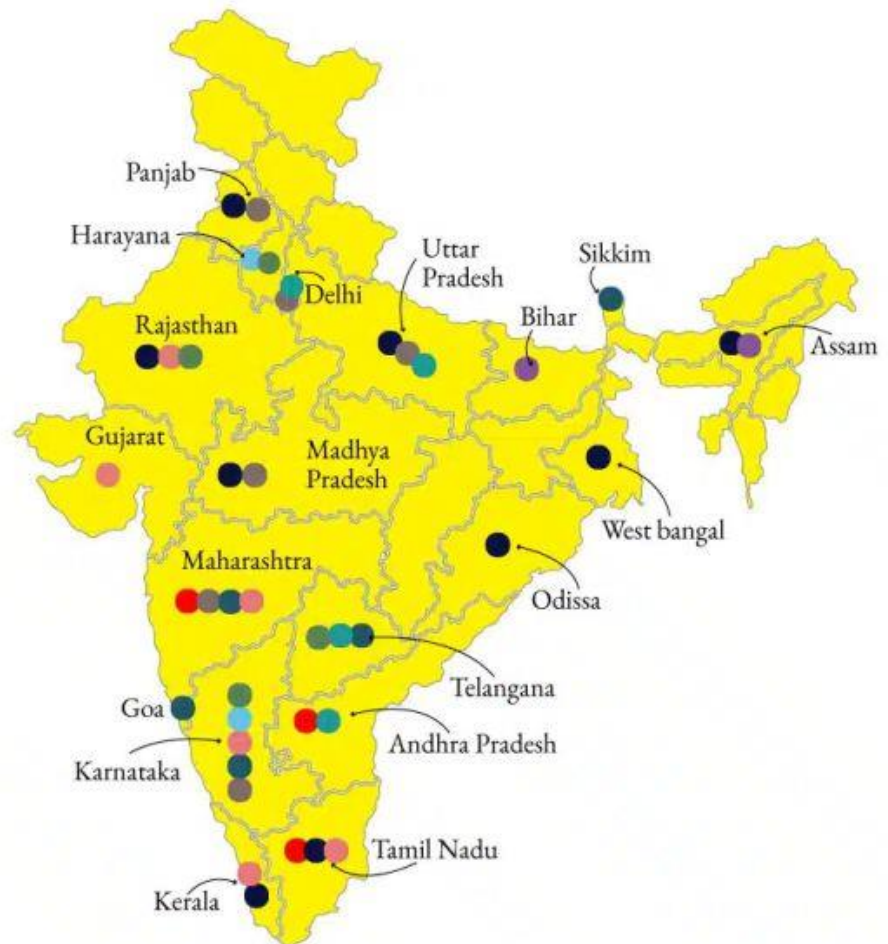 Panjab
Harayana
Delhi
Uttar
Pradesh
Sikkim
Bihar
Assam
Rajasthan
Gujarat
Madhya
Pradesh
West bangal
Maharashtra
Odissa
Telangana
Goa
Andhra Pradesh
Karnataka
Tamil Nadu
Kerala